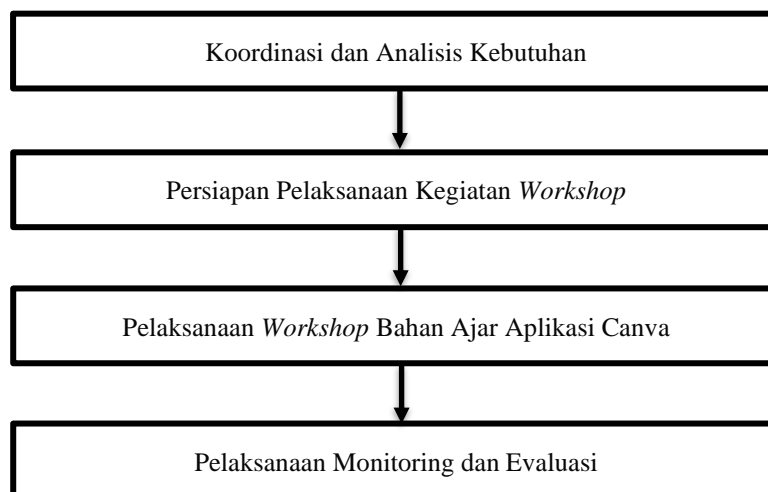 Koordinasi dan Analisis Kebutuhan
Persiapan Pelaksanaan Kegiatan Workshop
Pelaksanaan Workshop Bahan Ajar Aplikasi Canva
Pelaksanaan Monitoring dan Evaluasi